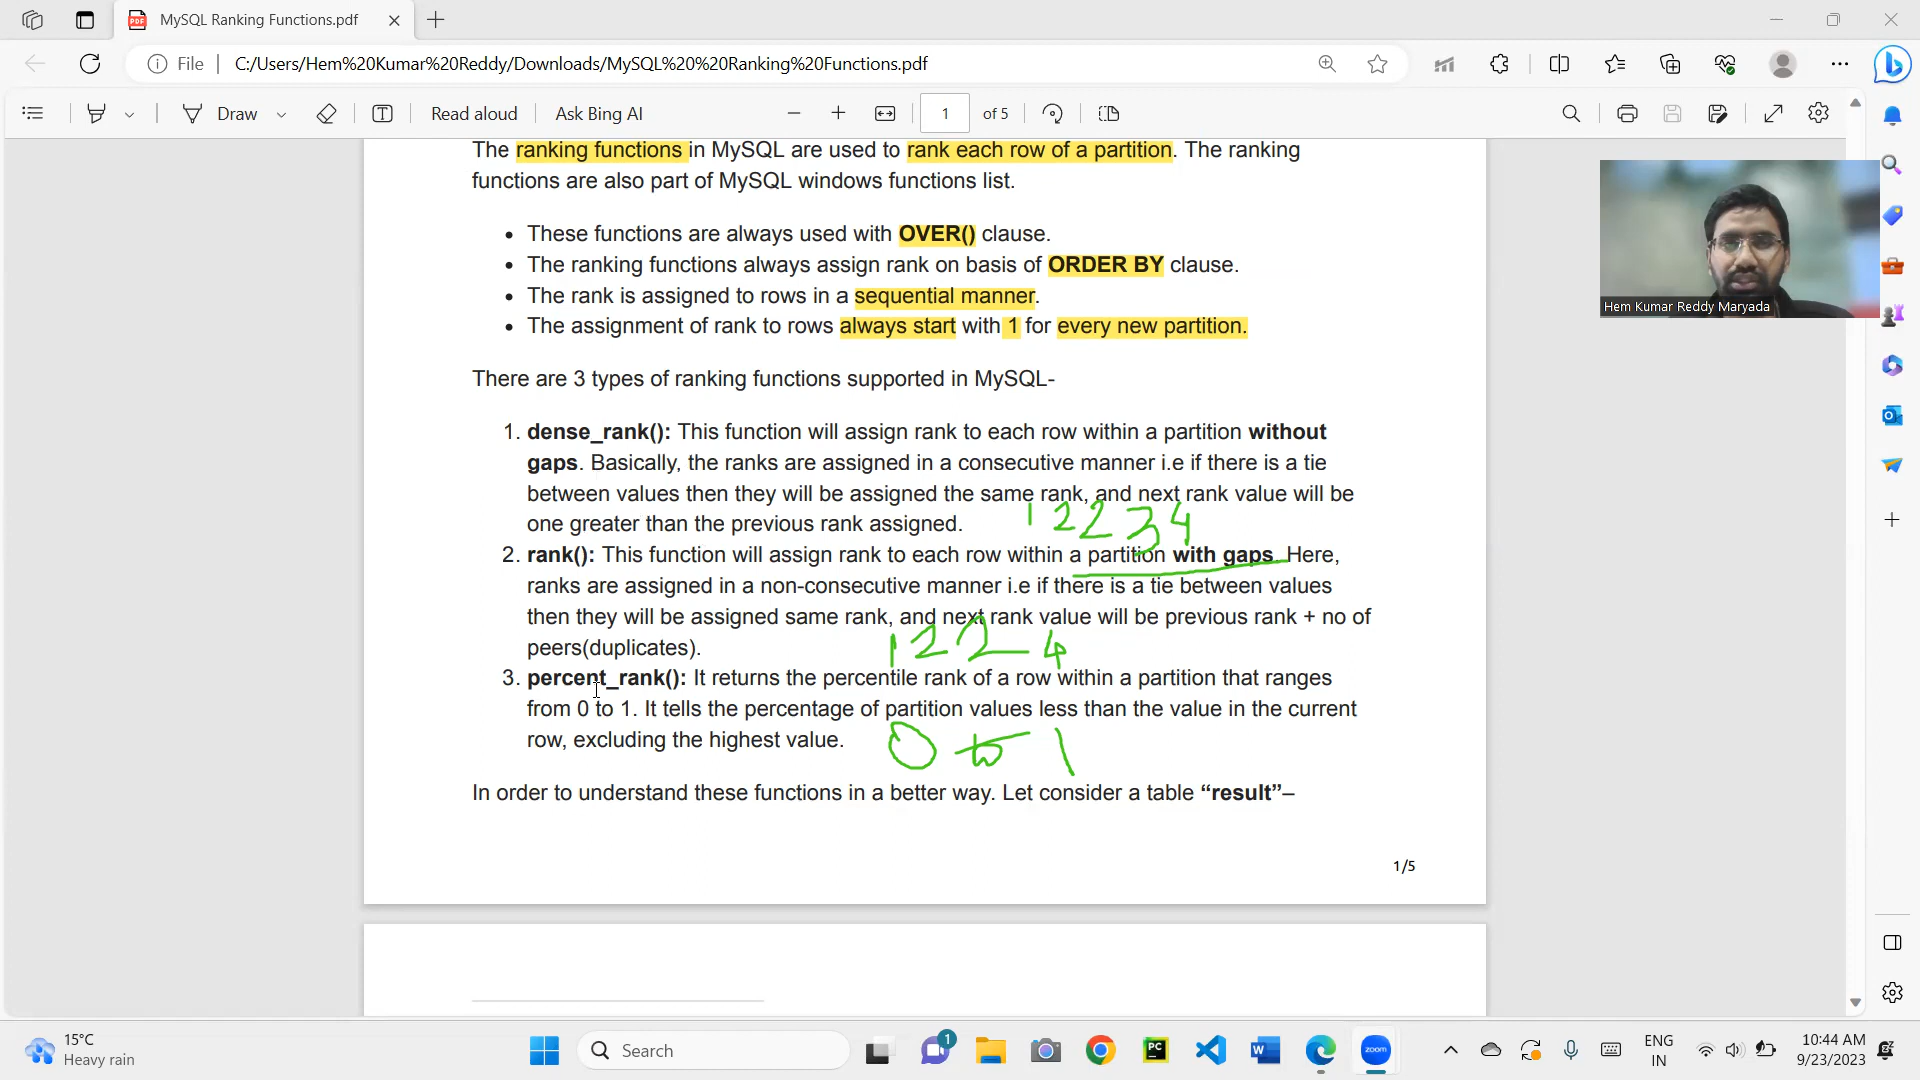 MySQL Ranking Functions.pdf
File
C:/Users/Hem%20Kumar%20Reddy/Downloads/MySQL%20%20Ranking%20Functions.pdf
Draw
Read aloud
Ask Bing AI
1
of 5
The ranking functions in MySQL are used to rank each row of a partition. The ranking
functions are also part of MySQL windows functions list.
• These functions are always used with OVER() clause.
• The ranking functions always assign rank on basis of ORDER BY clause.
• The rank is assigned to rows in a sequential manner.
• The assignment of rank to rows always start with 1 for every new partition.
Hem Kumar Reddy Maryada
There are 3 types of ranking functions supported in MySQL-
1. dense_rank(): This function will assign rank to each row within a partition without
gaps. Basically, the ranks are assigned in a consecutive manner i.e if there is a tie
between values then they will be assigned the same rank, and next rank value will be
one greater than the previous rank assigned.
1 2 2 3 4
2. rank(): This function will assign rank to each row within a partition with gaps. Here,
ranks are assigned in a non-consecutive manner i.e if there is a tie between values
then they will be assigned same rank, and next rank value will be previous rank + no of
peers(duplicates).
1 2 2 4
3. percent_rank(): It returns the percentile rank of a row within a partition that ranges
from 0 to 1. It tells the percentage of partition values less than the value in the current
row, excluding the highest value.
0 to 1
In order to understand these functions in a better way. Let consider a table “result”–
1/5
15°C
Heavy rain
Search
1
PC
W
zoom
ENG
IN
10:44 AM
9/23/2023